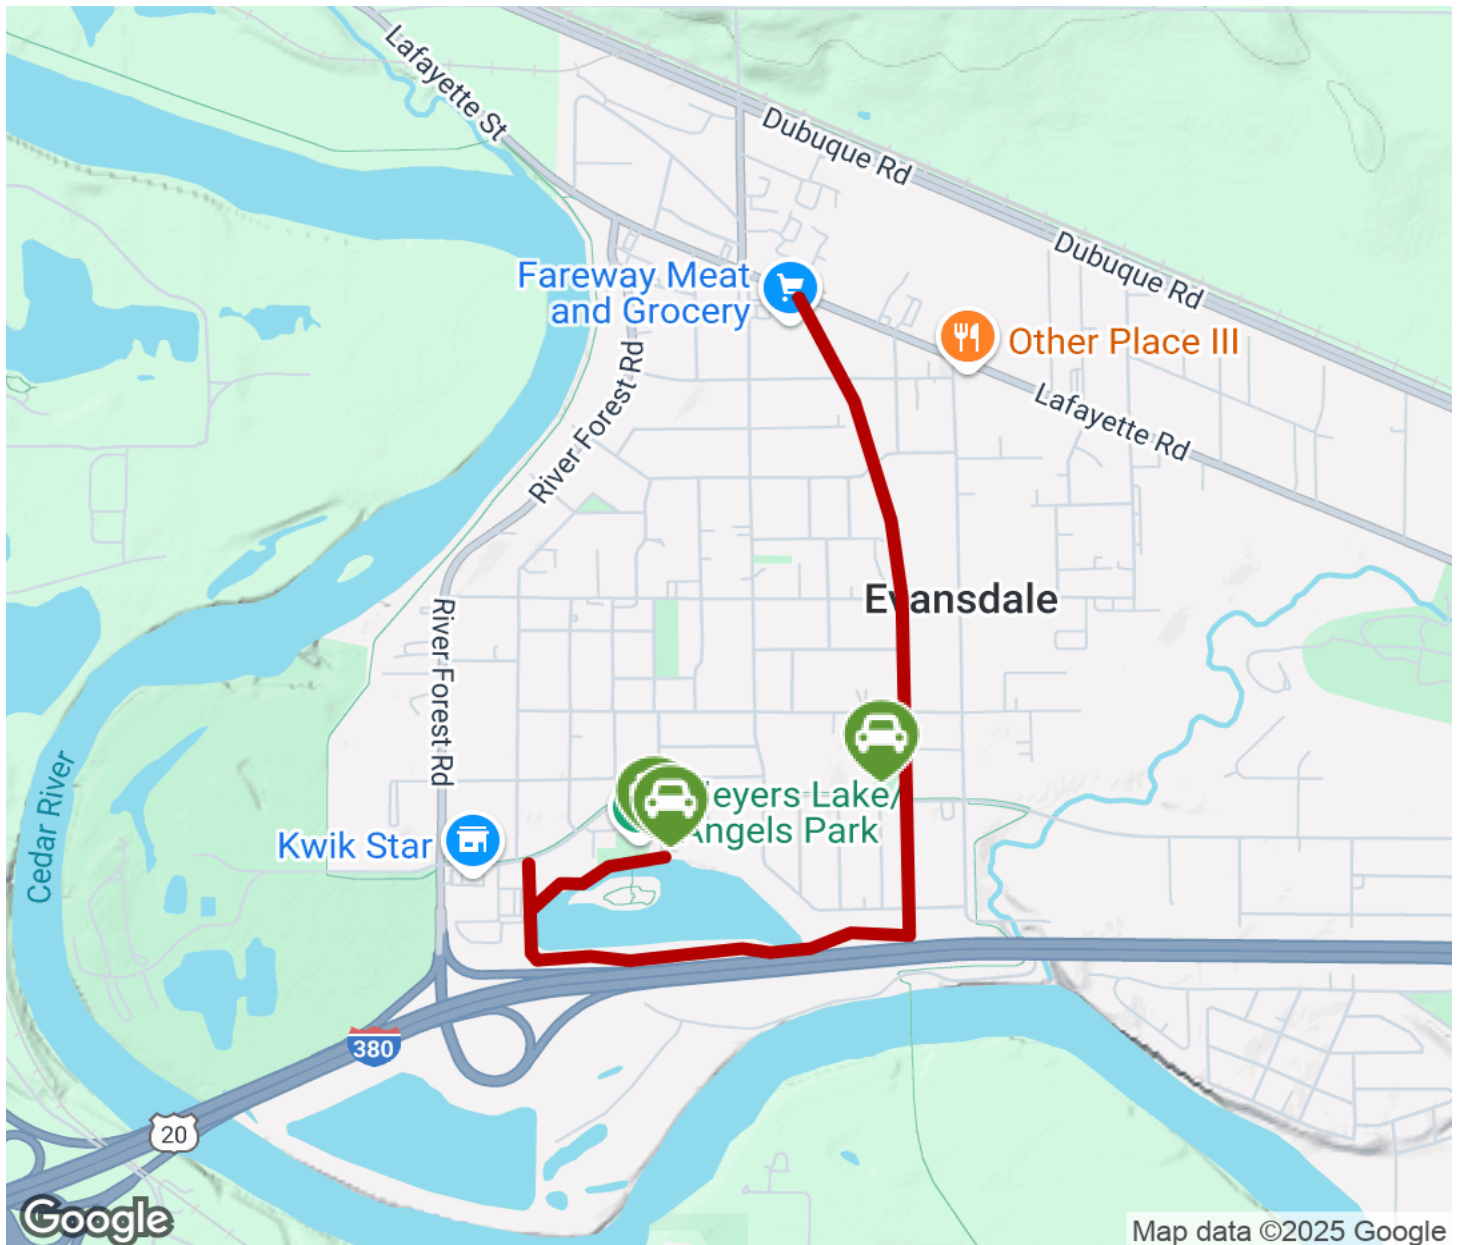 Lafayette St
Dubuque Rd
Dubuque Rd
Fareway Meat
and Grocery
Other Place III
River Forest Rd
Lafayette Rd
Evansdale
River Forest Rd
Cedar River
eyers Lake/
Angels Park
Kwik Star
380
20
Google
Map data ©2025 Google